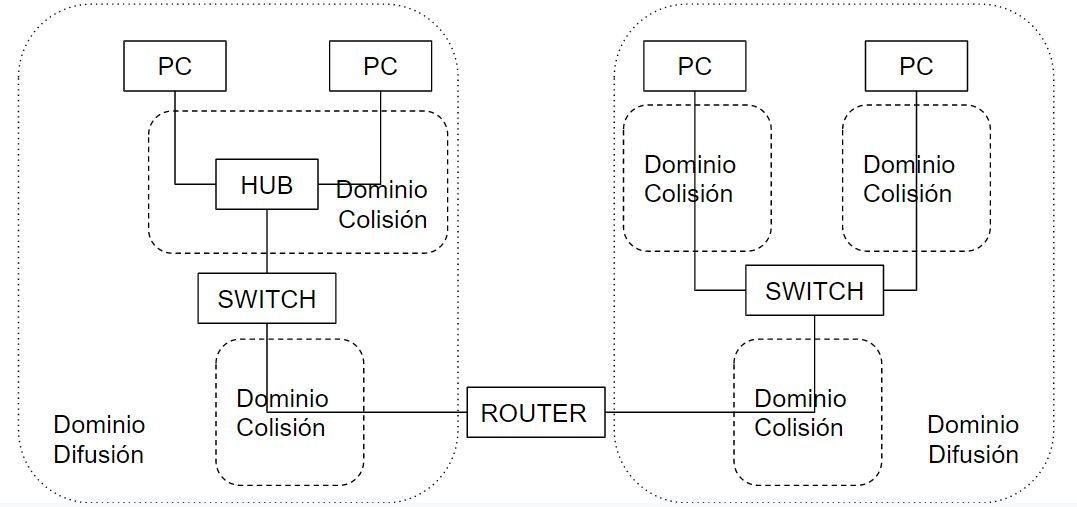 PC
PC
HUB
Dominio
Colisión
SWITCH
Dominio
Colisión
Dominio
Difusión
ROUTER
PC
PC
Dominio
Colisión
Dominio
Colisión
SWITCH
Dominio
Colisión
Dominio
Difusión